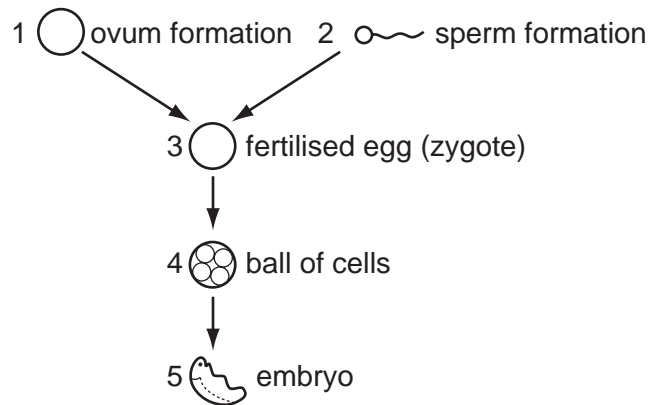 1 ovum formation 2 sperm formation
3 fertilised egg (zygote)
4 ball of cells
5 embryo